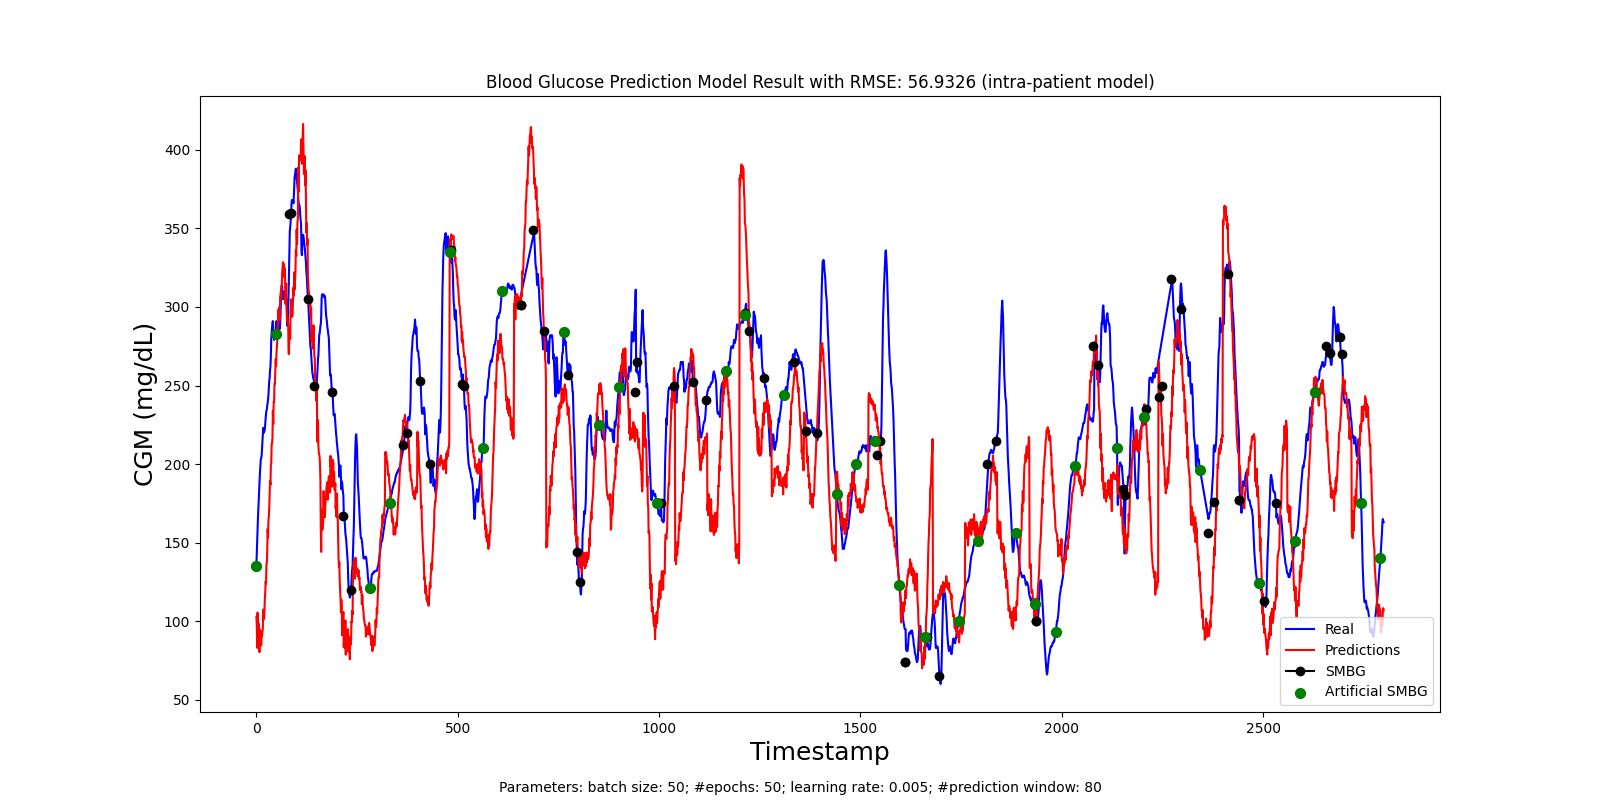 Blood Glucose Prediction Model Result with RMSE: 56.9326 (intra-patient model)
CGM (mg/dL)
400
350
300
250
200
150
100
50
Real
Predictions
SMBG
Artificial SMBG
0 500 1000 1500 2000 2500
Timestamp
Parameters: batch size: 50; #epochs: 50; learning rate: 0.005; #prediction window: 80